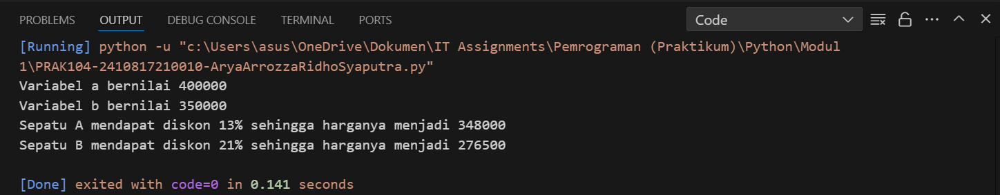 PROBLEMS OUTPUT DEBUG CONSOLE TERMINAL PORTS Code
[Running] python -u "c:\Users\asus\OneDrive\Dokumen\IT Assignments\Pemrograman (Praktikum)\Python\Modul
1\PRAK104-2410817210010-AryaArrozzaRidhoSyaputra.py"
Variabel a bernilai 400000
Variabel b bernilai 350000
Sepatu A mendapat diskon 13% sehingga harganya menjadi 348000
Sepatu B mendapat diskon 21% sehingga harganya menjadi 276500
[Done] exited with code=0 in 0.141 seconds